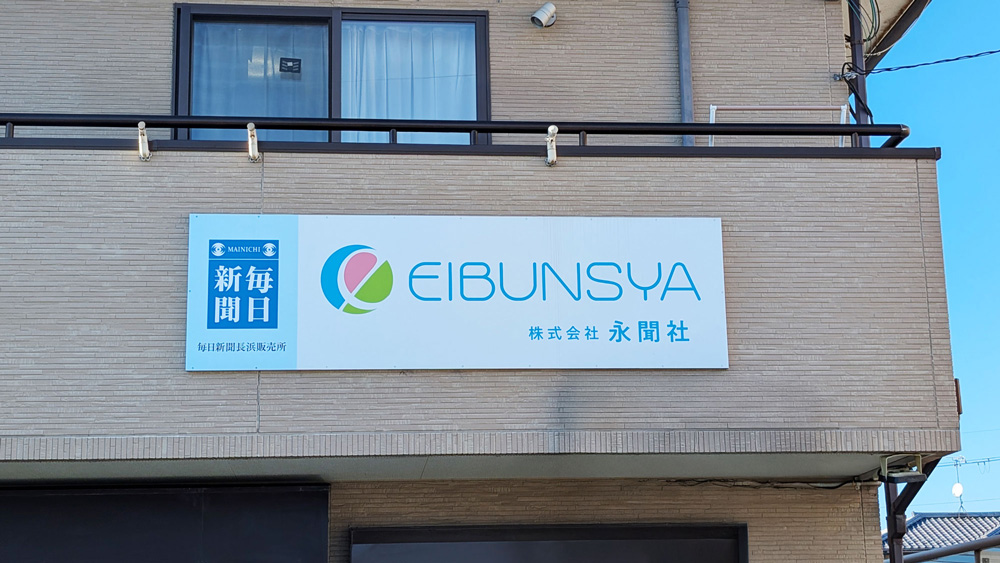 MAINICHI
毎日
新聞
毎日新聞長浜販売所
EIBUNSYA
株式会社 永聞社